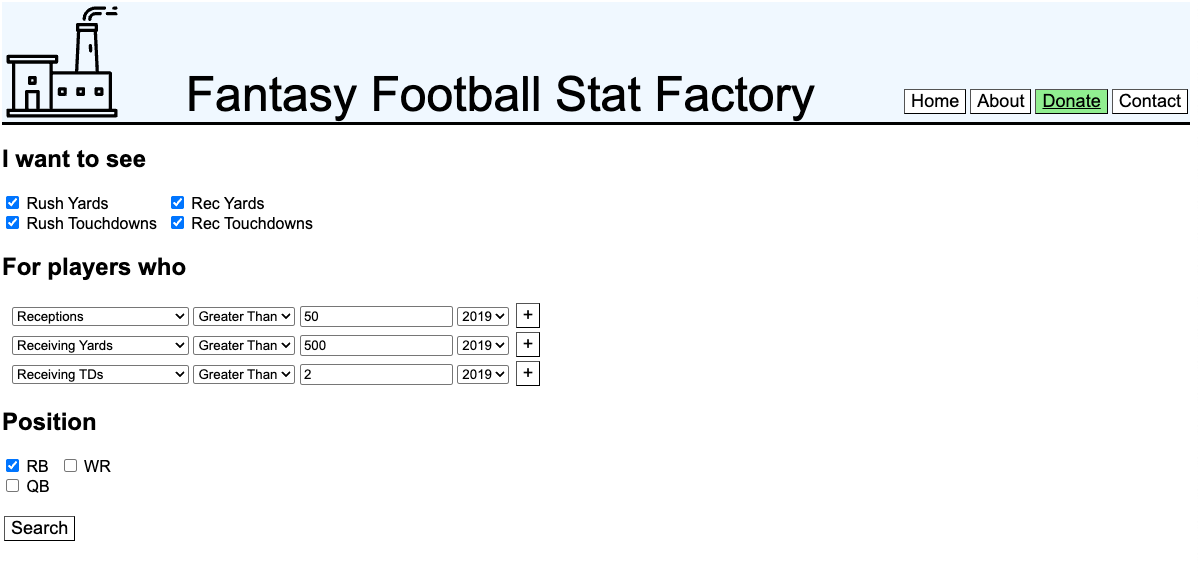 Fantasy Football Stat Factory
Home About Donate Contact
I want to see
Rush Yards Rec Yards
Rush Touchdowns Rec Touchdowns
For players who
Receptions Greater Than 50 2019 +
Receiving Yards Greater Than 500 2019 +
Receiving TDs Greater Than 2 2019 +
Position
RB WR
QB
Search